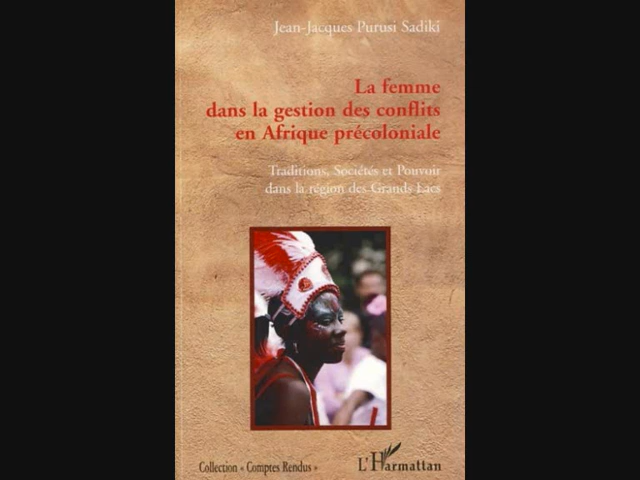 Jean-Jacques Purusi Sadiki
La femme
dans la gestion des conflits
en Afrique précoloniale
Traditions, Sociétés et Pouvoir
dans la région des Grands Lacs
L'Harmattan
Collection « Comptes Rendus »